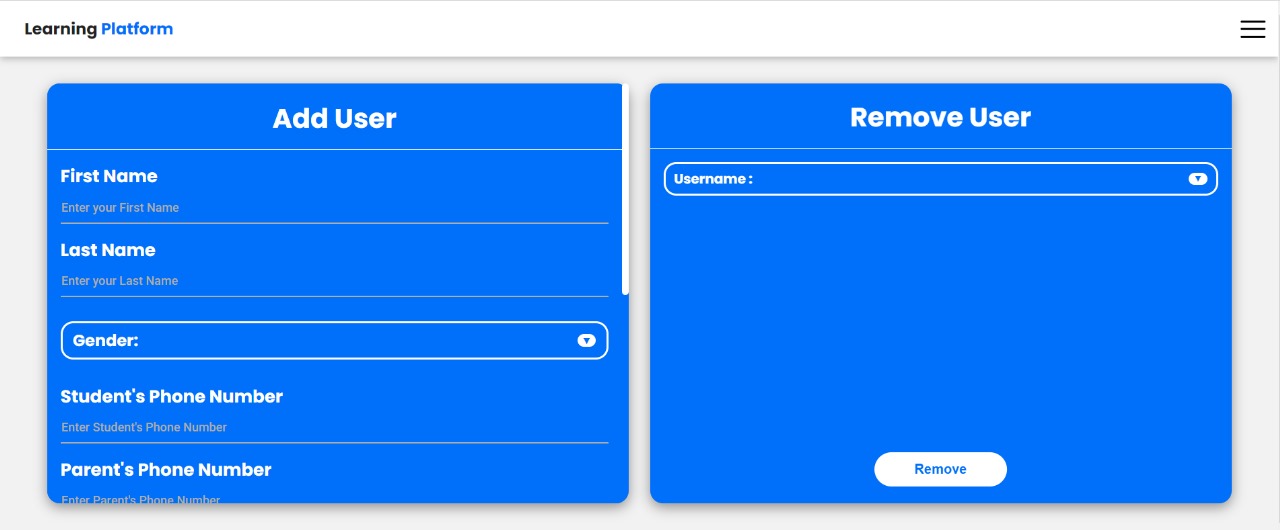 Learning Platform
Add User
First Name
Enter your First Name
Last Name
Enter your Last Name
Gender:
Student's Phone Number
Enter Student's Phone Number
Parent's Phone Number
Enter Parent's Phone Number
Remove User
Username :
Remove